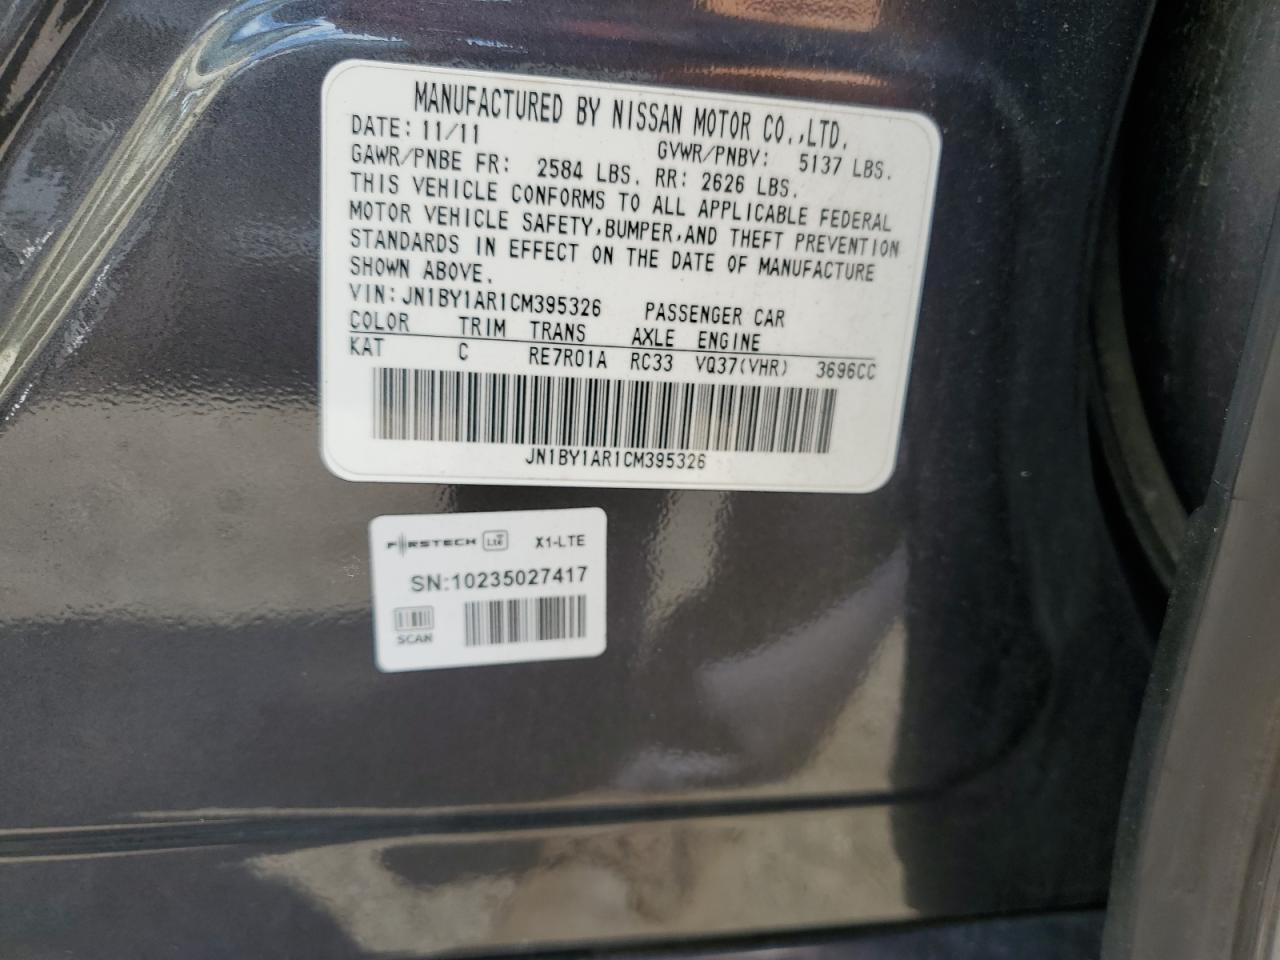 MANUFACTURED BY NISSAN MOTOR CO.,LTD.
DATE: 11/11 GVWR/PNBV: 5137 LBS.
GAWR/PNBE FR: 2584 LBS. RR: 2626 LBS.
THIS VEHICLE CONFORMS TO ALL APPLICABLE FEDERAL
MOTOR VEHICLE SAFETY,BUMPER,AND THEFT PREVENTION
STANDARDS IN EFFECT ON THE DATE OF MANUFACTURE
SHOWN ABOVE.
VIN: JN1BY1AR1CM395326 PASSENGER CAR
COLOR TRIM TRANS AXLE ENGINE
KAT C RE7R01A RC33 VQ37(VHR) 3696CC
JN1BY1AR1CM395326
FIRSTECH LTE X1-LTE
SN:10235027417
SCAN